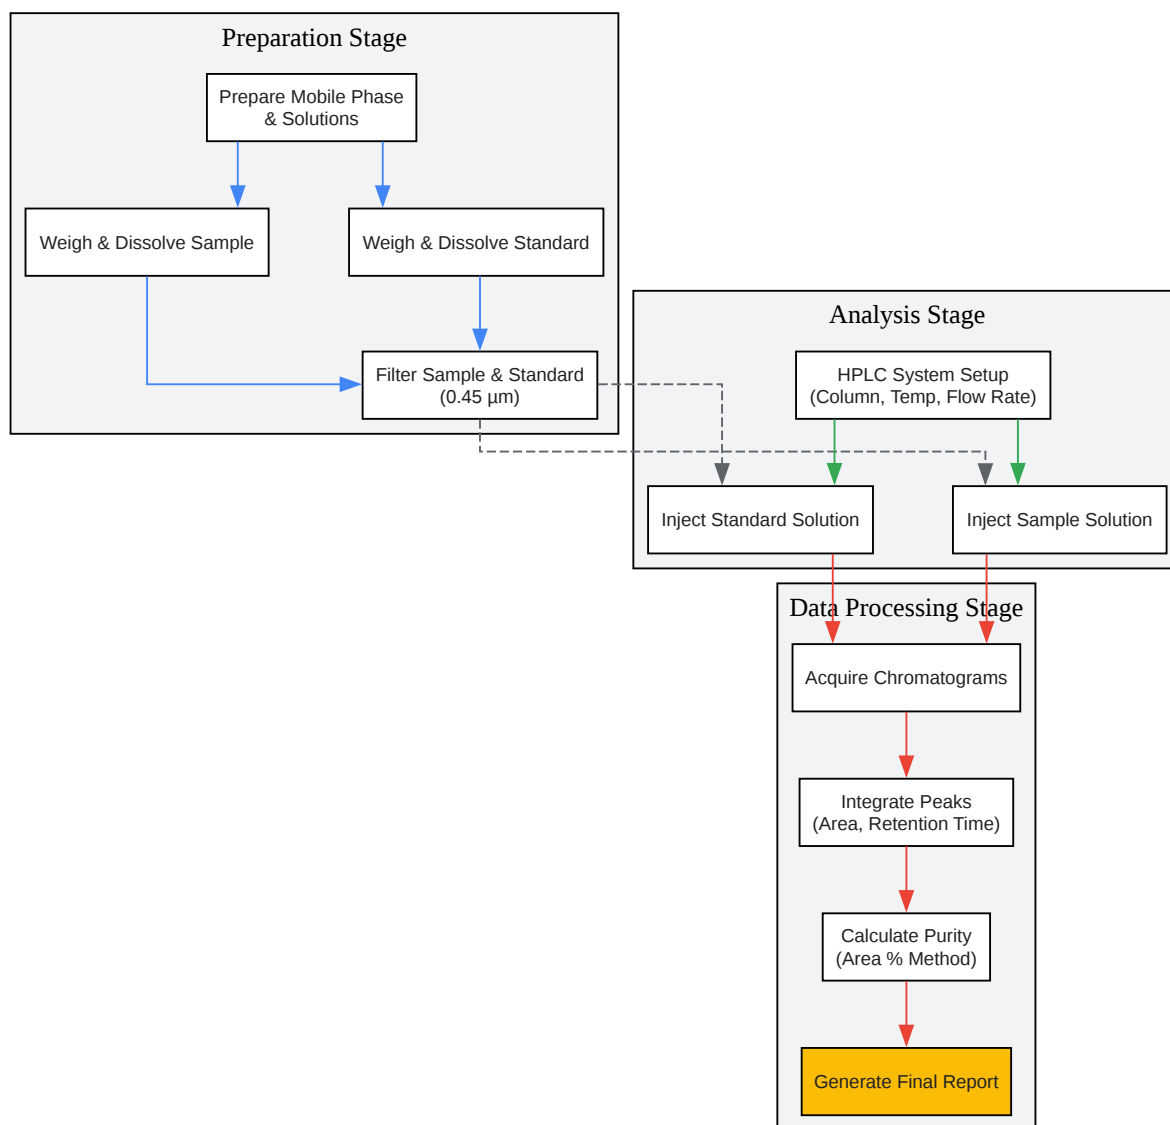 Preparation Stage
Prepare Mobile Phase
& Solutions
Weigh & Dissolve Sample
Weigh & Dissolve Standard
Filter Sample & Standard
(0.45 µm)
Analysis Stage
HPLC System Setup
(Column, Temp, Flow Rate)
Inject Standard Solution
Inject Sample Solution
Data Processing Stage
Acquire Chromatograms
Integrate Peaks
(Area, Retention Time)
Calculate Purity
(Area % Method)
Generate Final Report